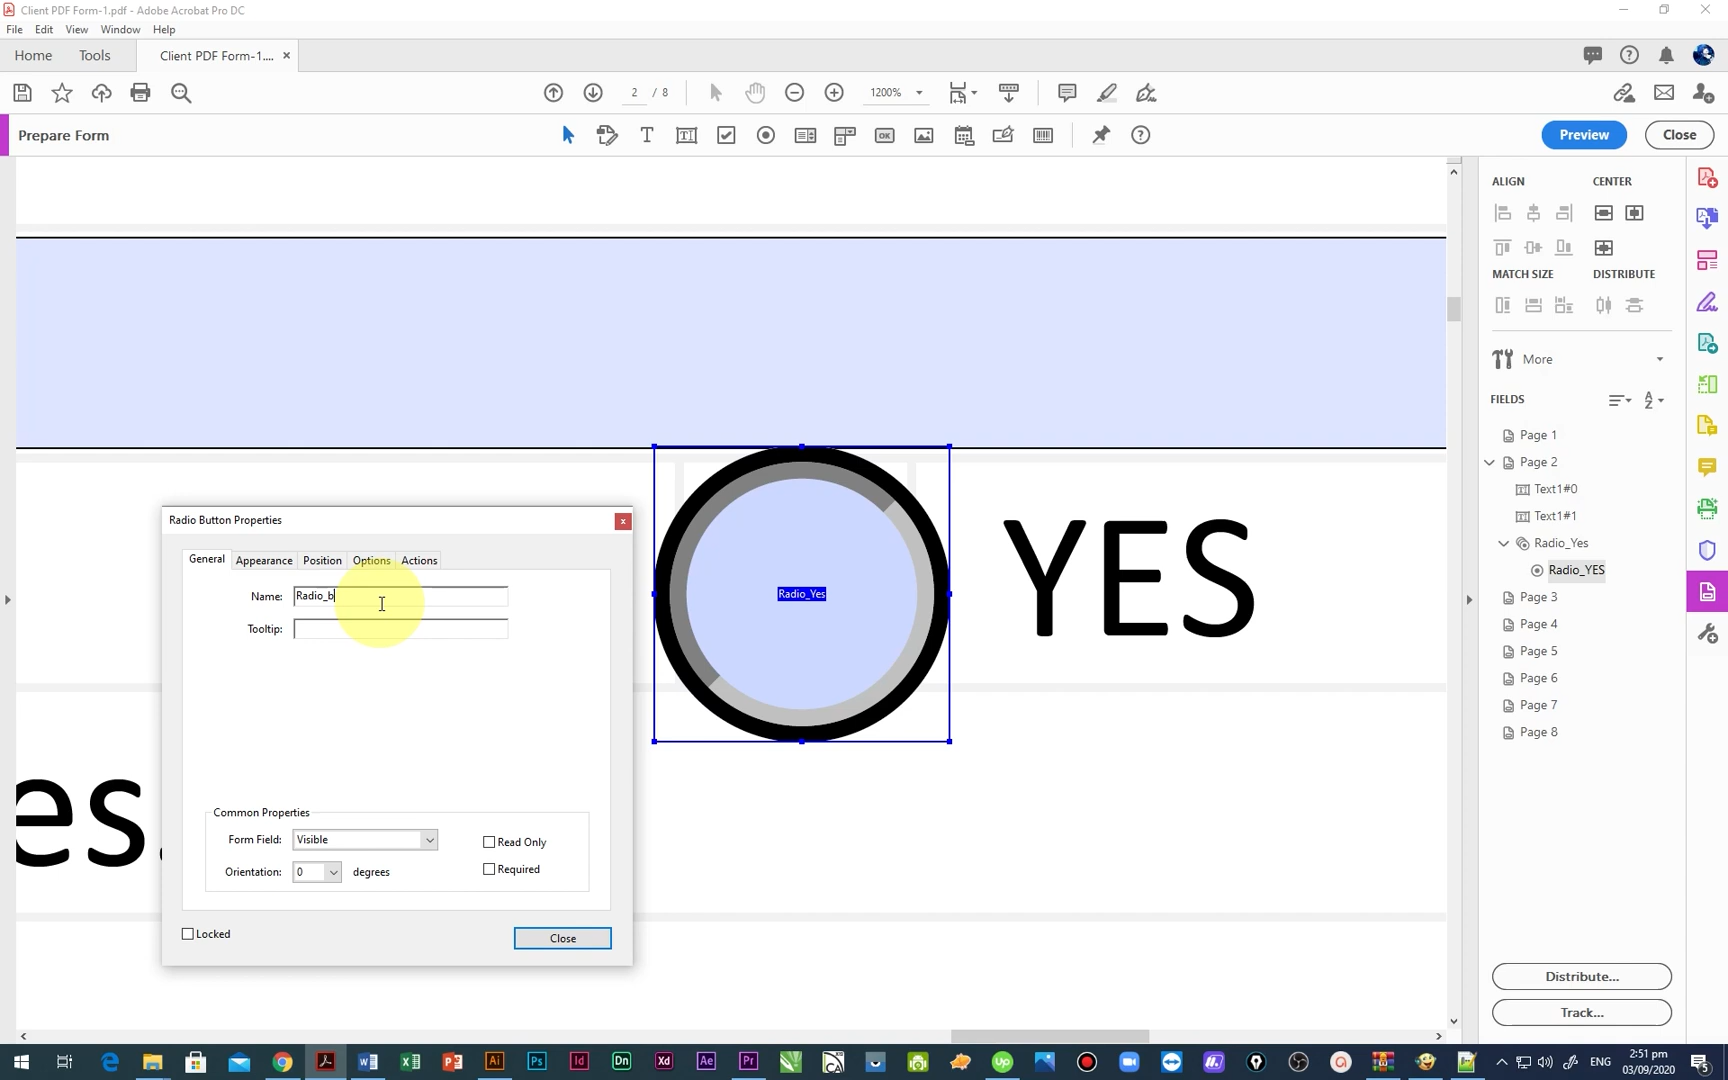 Client PDF Form-1.pdf - Adobe Acrobat Pro DC
File Edit View Window Help
Home Tools Client PDF Form-1.... ×
2 / 8 1200%
Prepare Form
Preview Close
ALIGN CENTER
MATCH SIZE DISTRIBUTE
More
FIELDS
Page 1
Page 2
Text1#0
Text1#1
Radio_Yes
Radio_YES
Page 3
Page 4
Page 5
Page 6
Page 7
Page 8
Distribute...
Track...
Radio_Yes
YES
es.
Radio Button Properties
General Appearance Position Options Actions
Name: Radio_b
Tooltip:
Common Properties
Form Field: Visible
Read Only
Orientation: 0 degrees
Required
Locked
Close
ENG
2:51 pm
03/09/2020